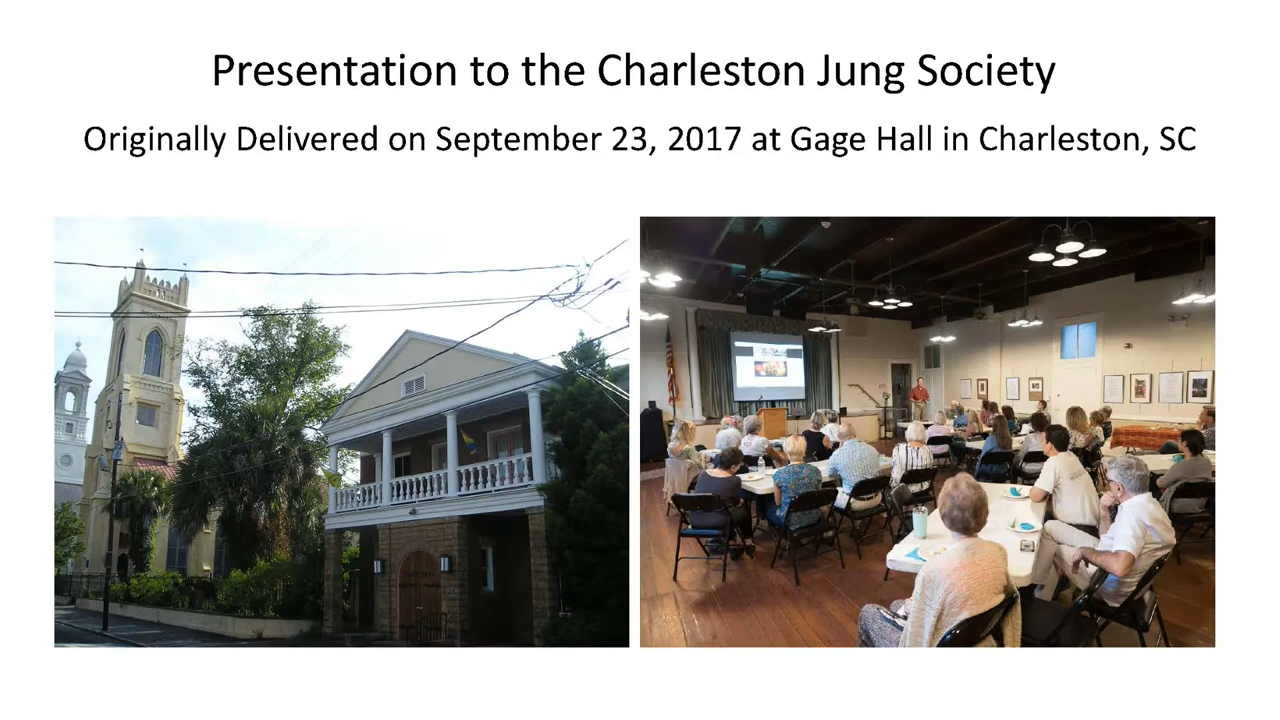 Presentation to the Charleston Jung Society
Originally Delivered on September 23, 2017 at Gage Hall in Charleston, SC